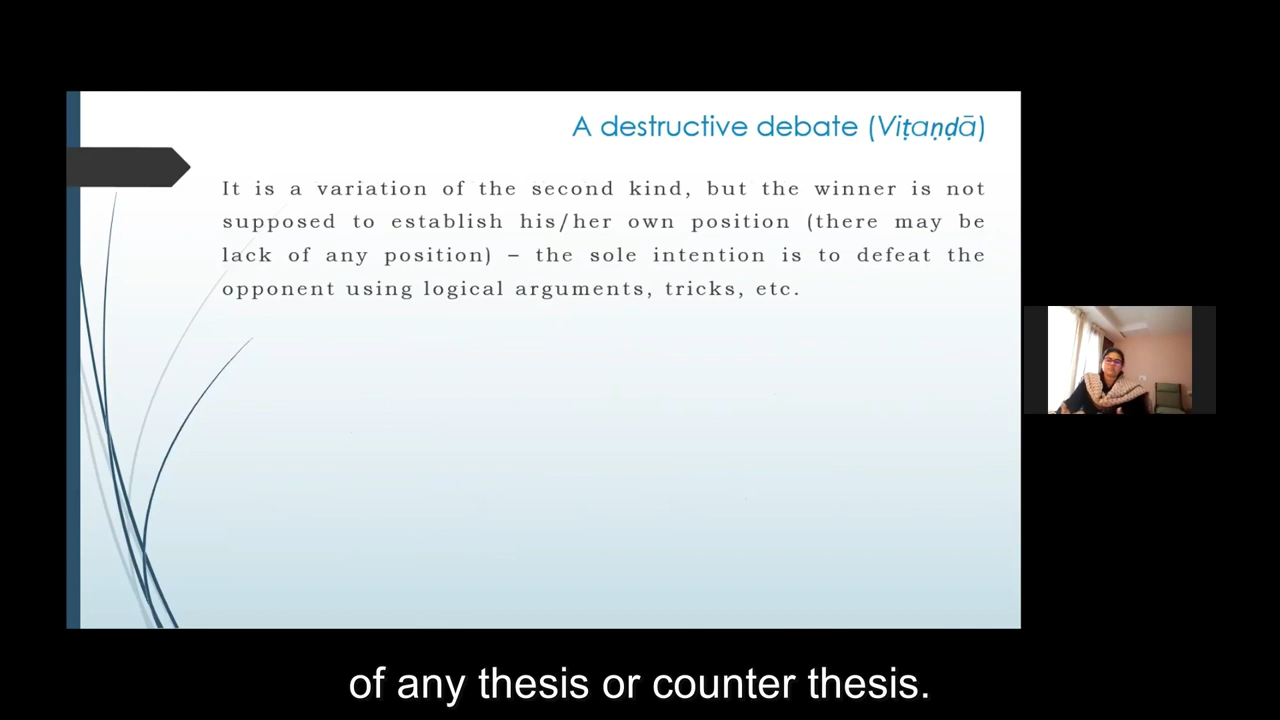 A destructive debate (Viṭaṇḍā)
It is a variation of the second kind, but the winner is not
supposed to establish his/her own position (there may be
lack of any position) – the sole intention is to defeat the
opponent using logical arguments, tricks, etc.
of any thesis or counter thesis.